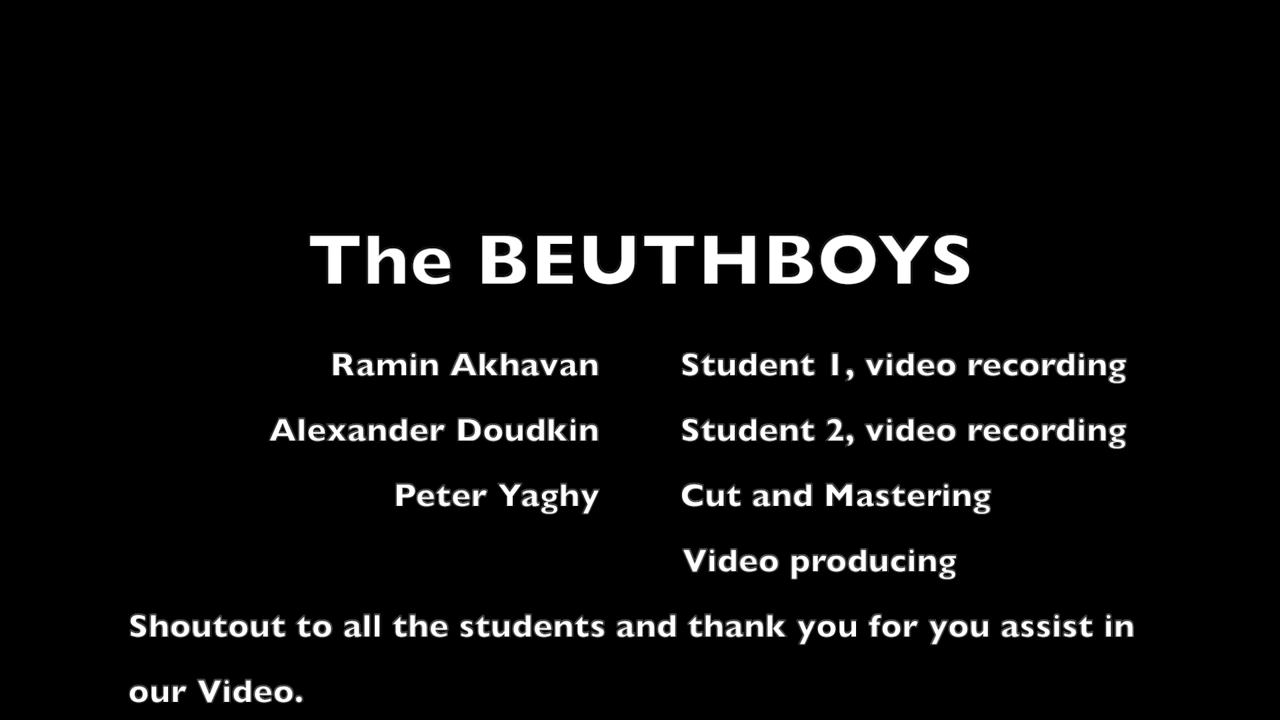 The BEUTHBOYS
Ramin Akhavan Student 1, video recording
Alexander Doudkin Student 2, video recording
Peter Yaghy Cut and Mastering
Video producing
Shoutout to all the students and thank you for you assist in
our Video.